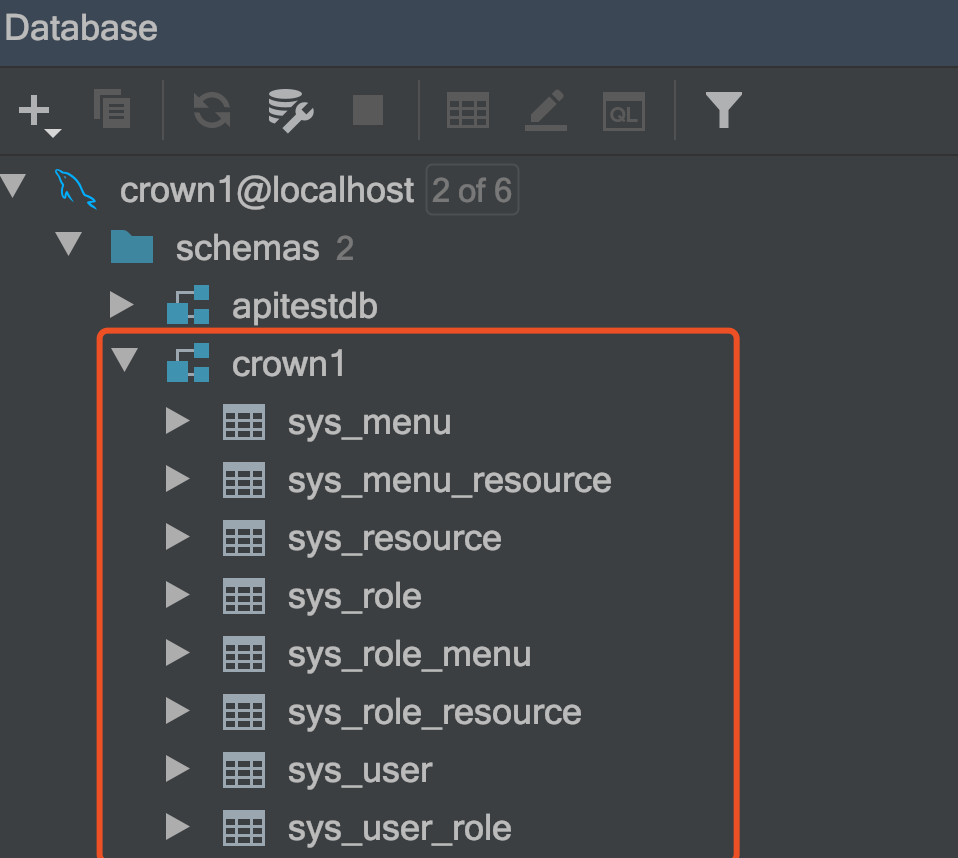 Database
QL
crown1@localhost 2 of 6
schemas 2
apitestdb
crown1
sys_menu
sys_menu_resource
sys_resource
sys_role
sys_role_menu
sys_role_resource
sys_user
sys_user_role